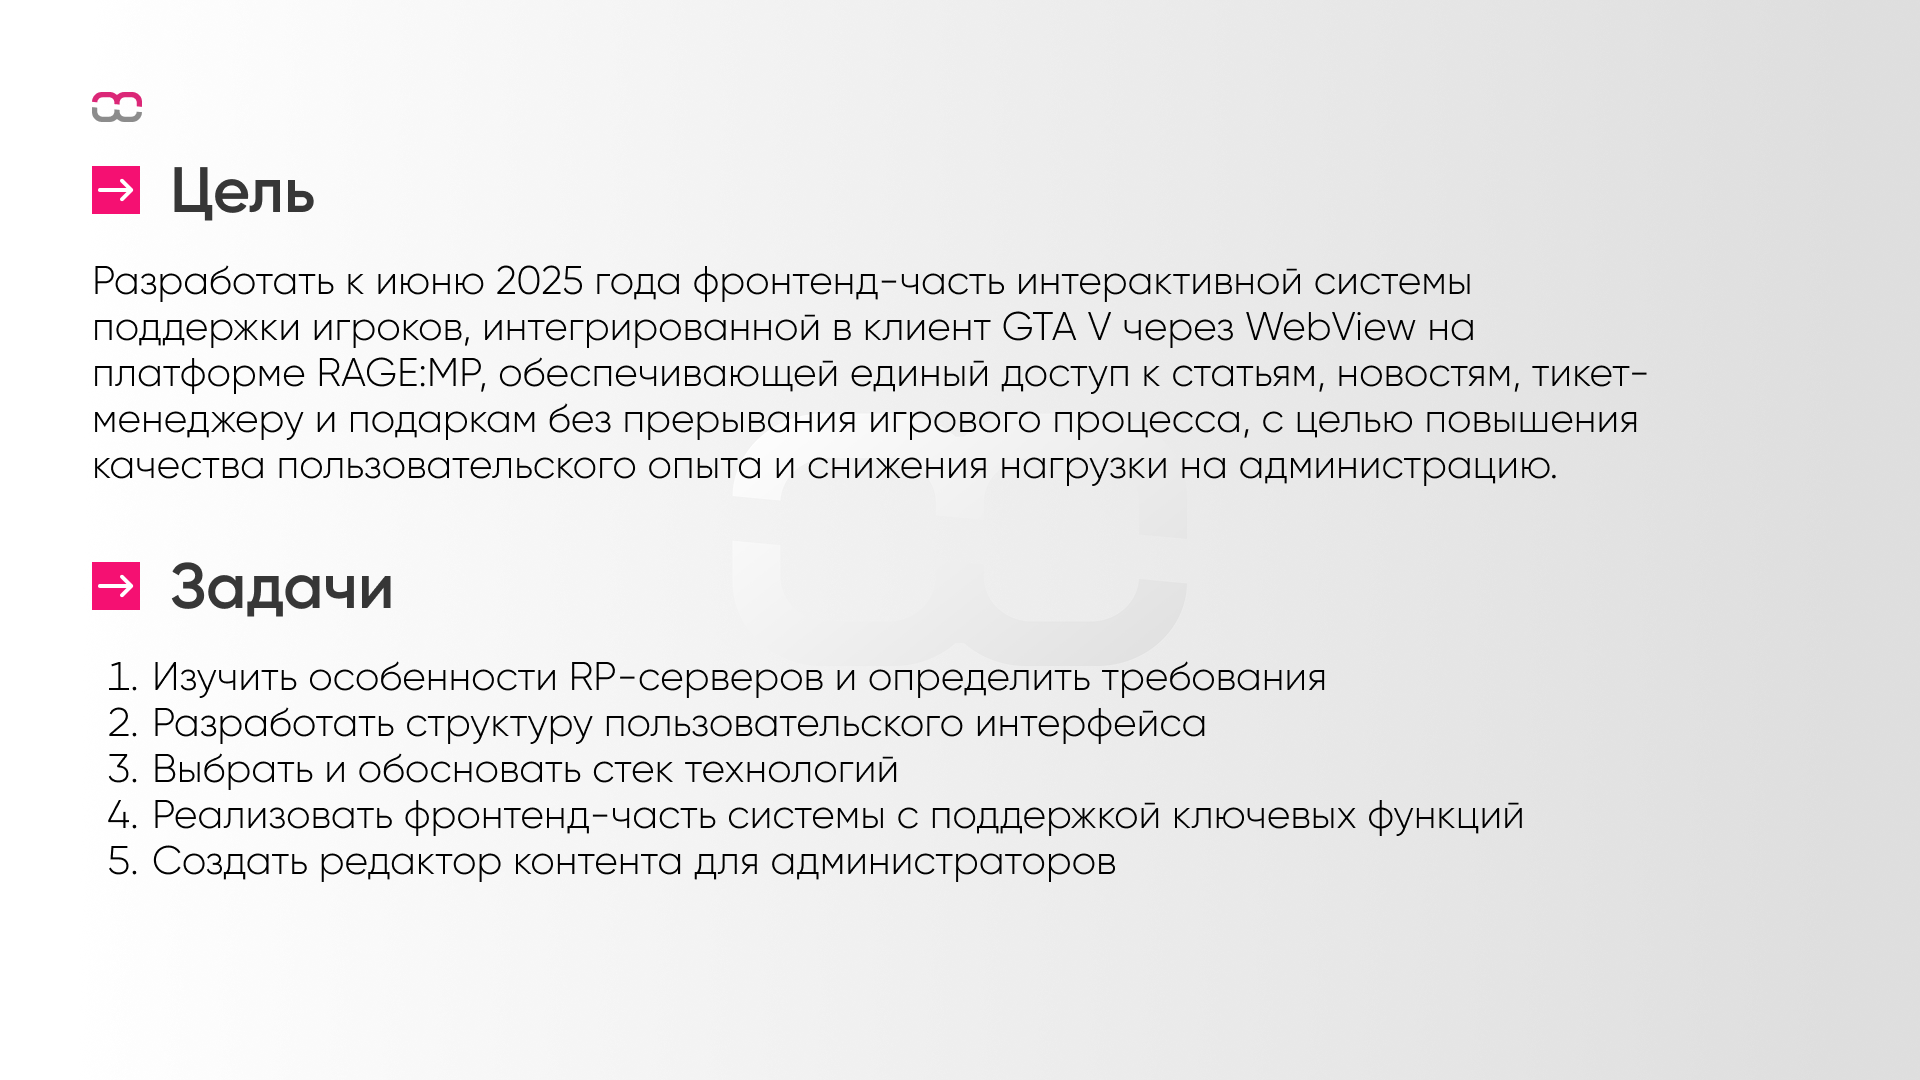 Цель
Разработать к июню 2025 года фронтенд-часть интерактивной системы
поддержки игроков, интегрированной в клиент GTA V через WebView на
платформе RAGE:MP, обеспечивающей единый доступ к статьям, новостям, тикет-
менеджеру и подаркам без прерывания игрового процесса, с целью повышения
качества пользовательского опыта и снижения нагрузки на администрацию.
Задачи
1. Изучить особенности RP-серверов и определить требования
2. Разработать структуру пользовательского интерфейса
3. Выбрать и обосновать стек технологий
4. Реализовать фронтенд-часть системы с поддержкой ключевых функций
5. Создать редактор контента для администраторов